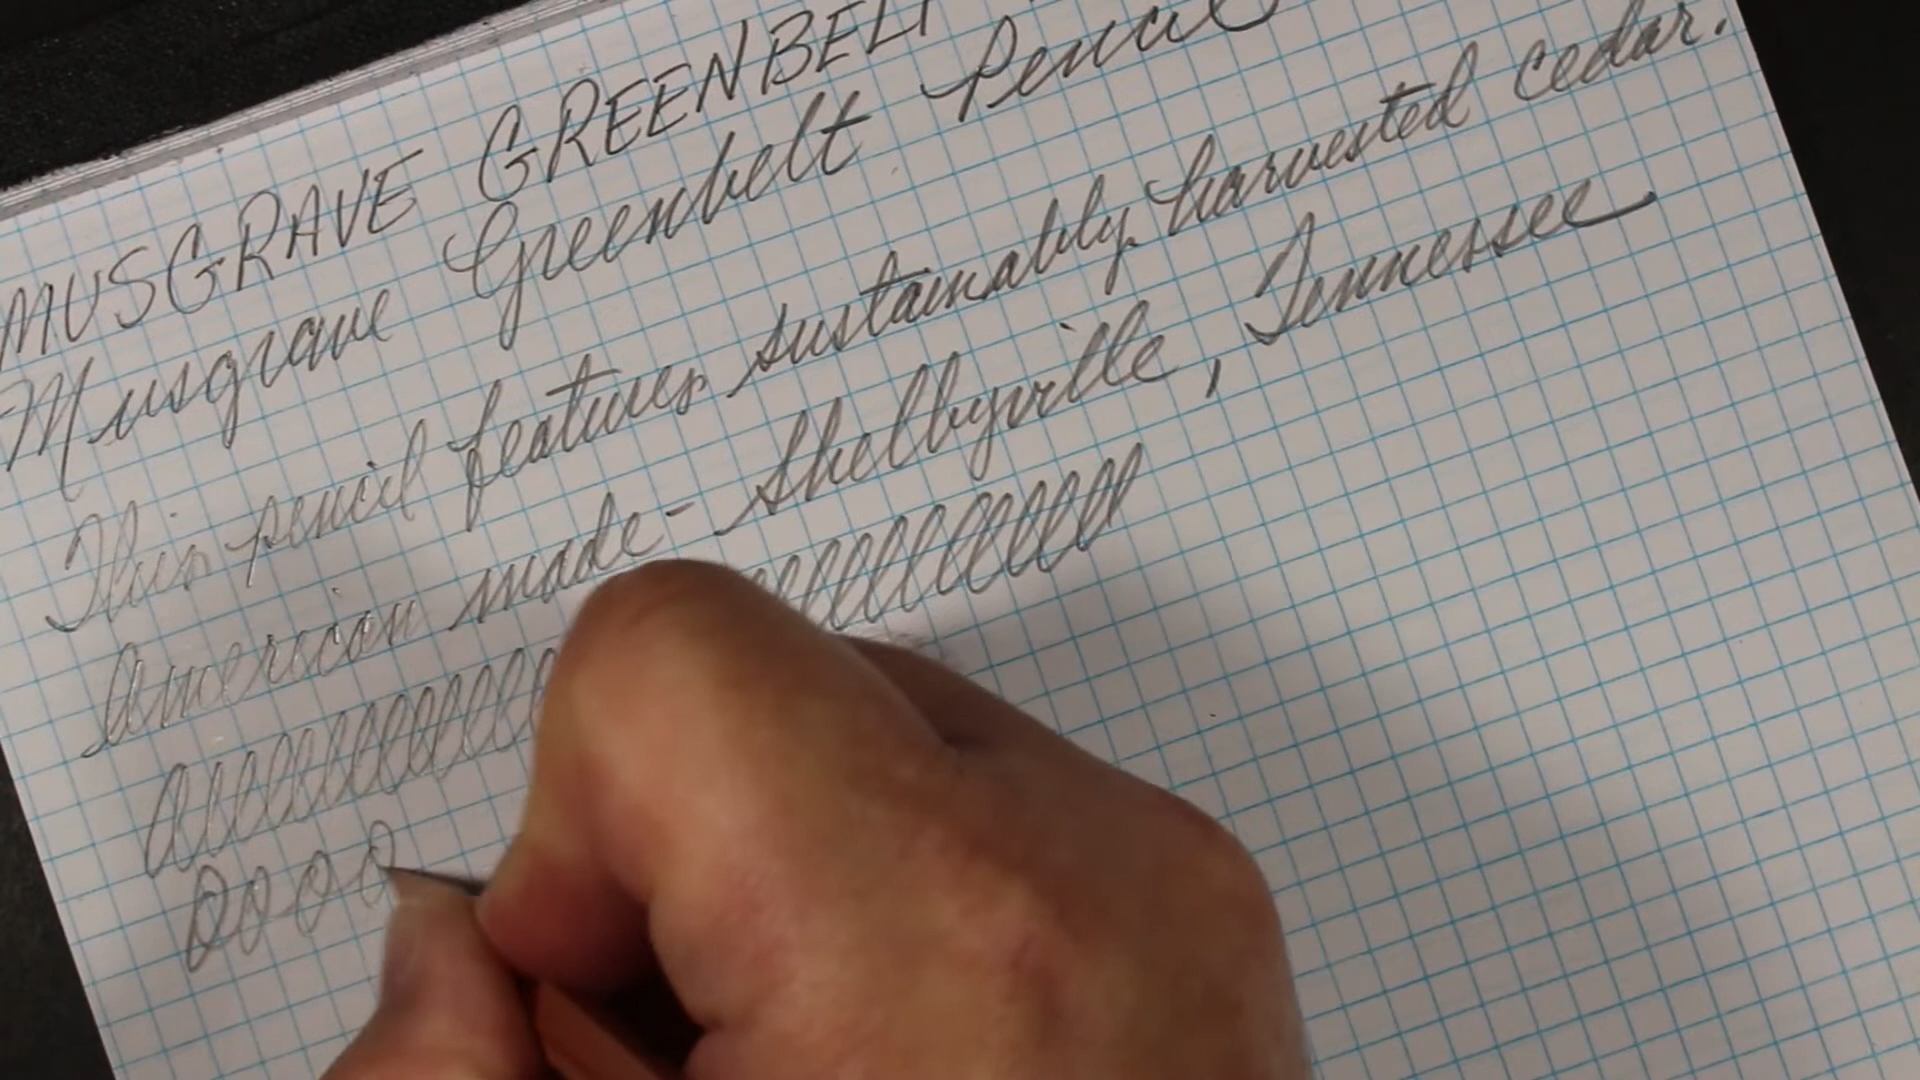 MUSGRAVE GREENBELT
Musgrave Greenbelt Pencil
This pencil features sustainably harvested cedar.
American made - Shelbyville, Tennessee